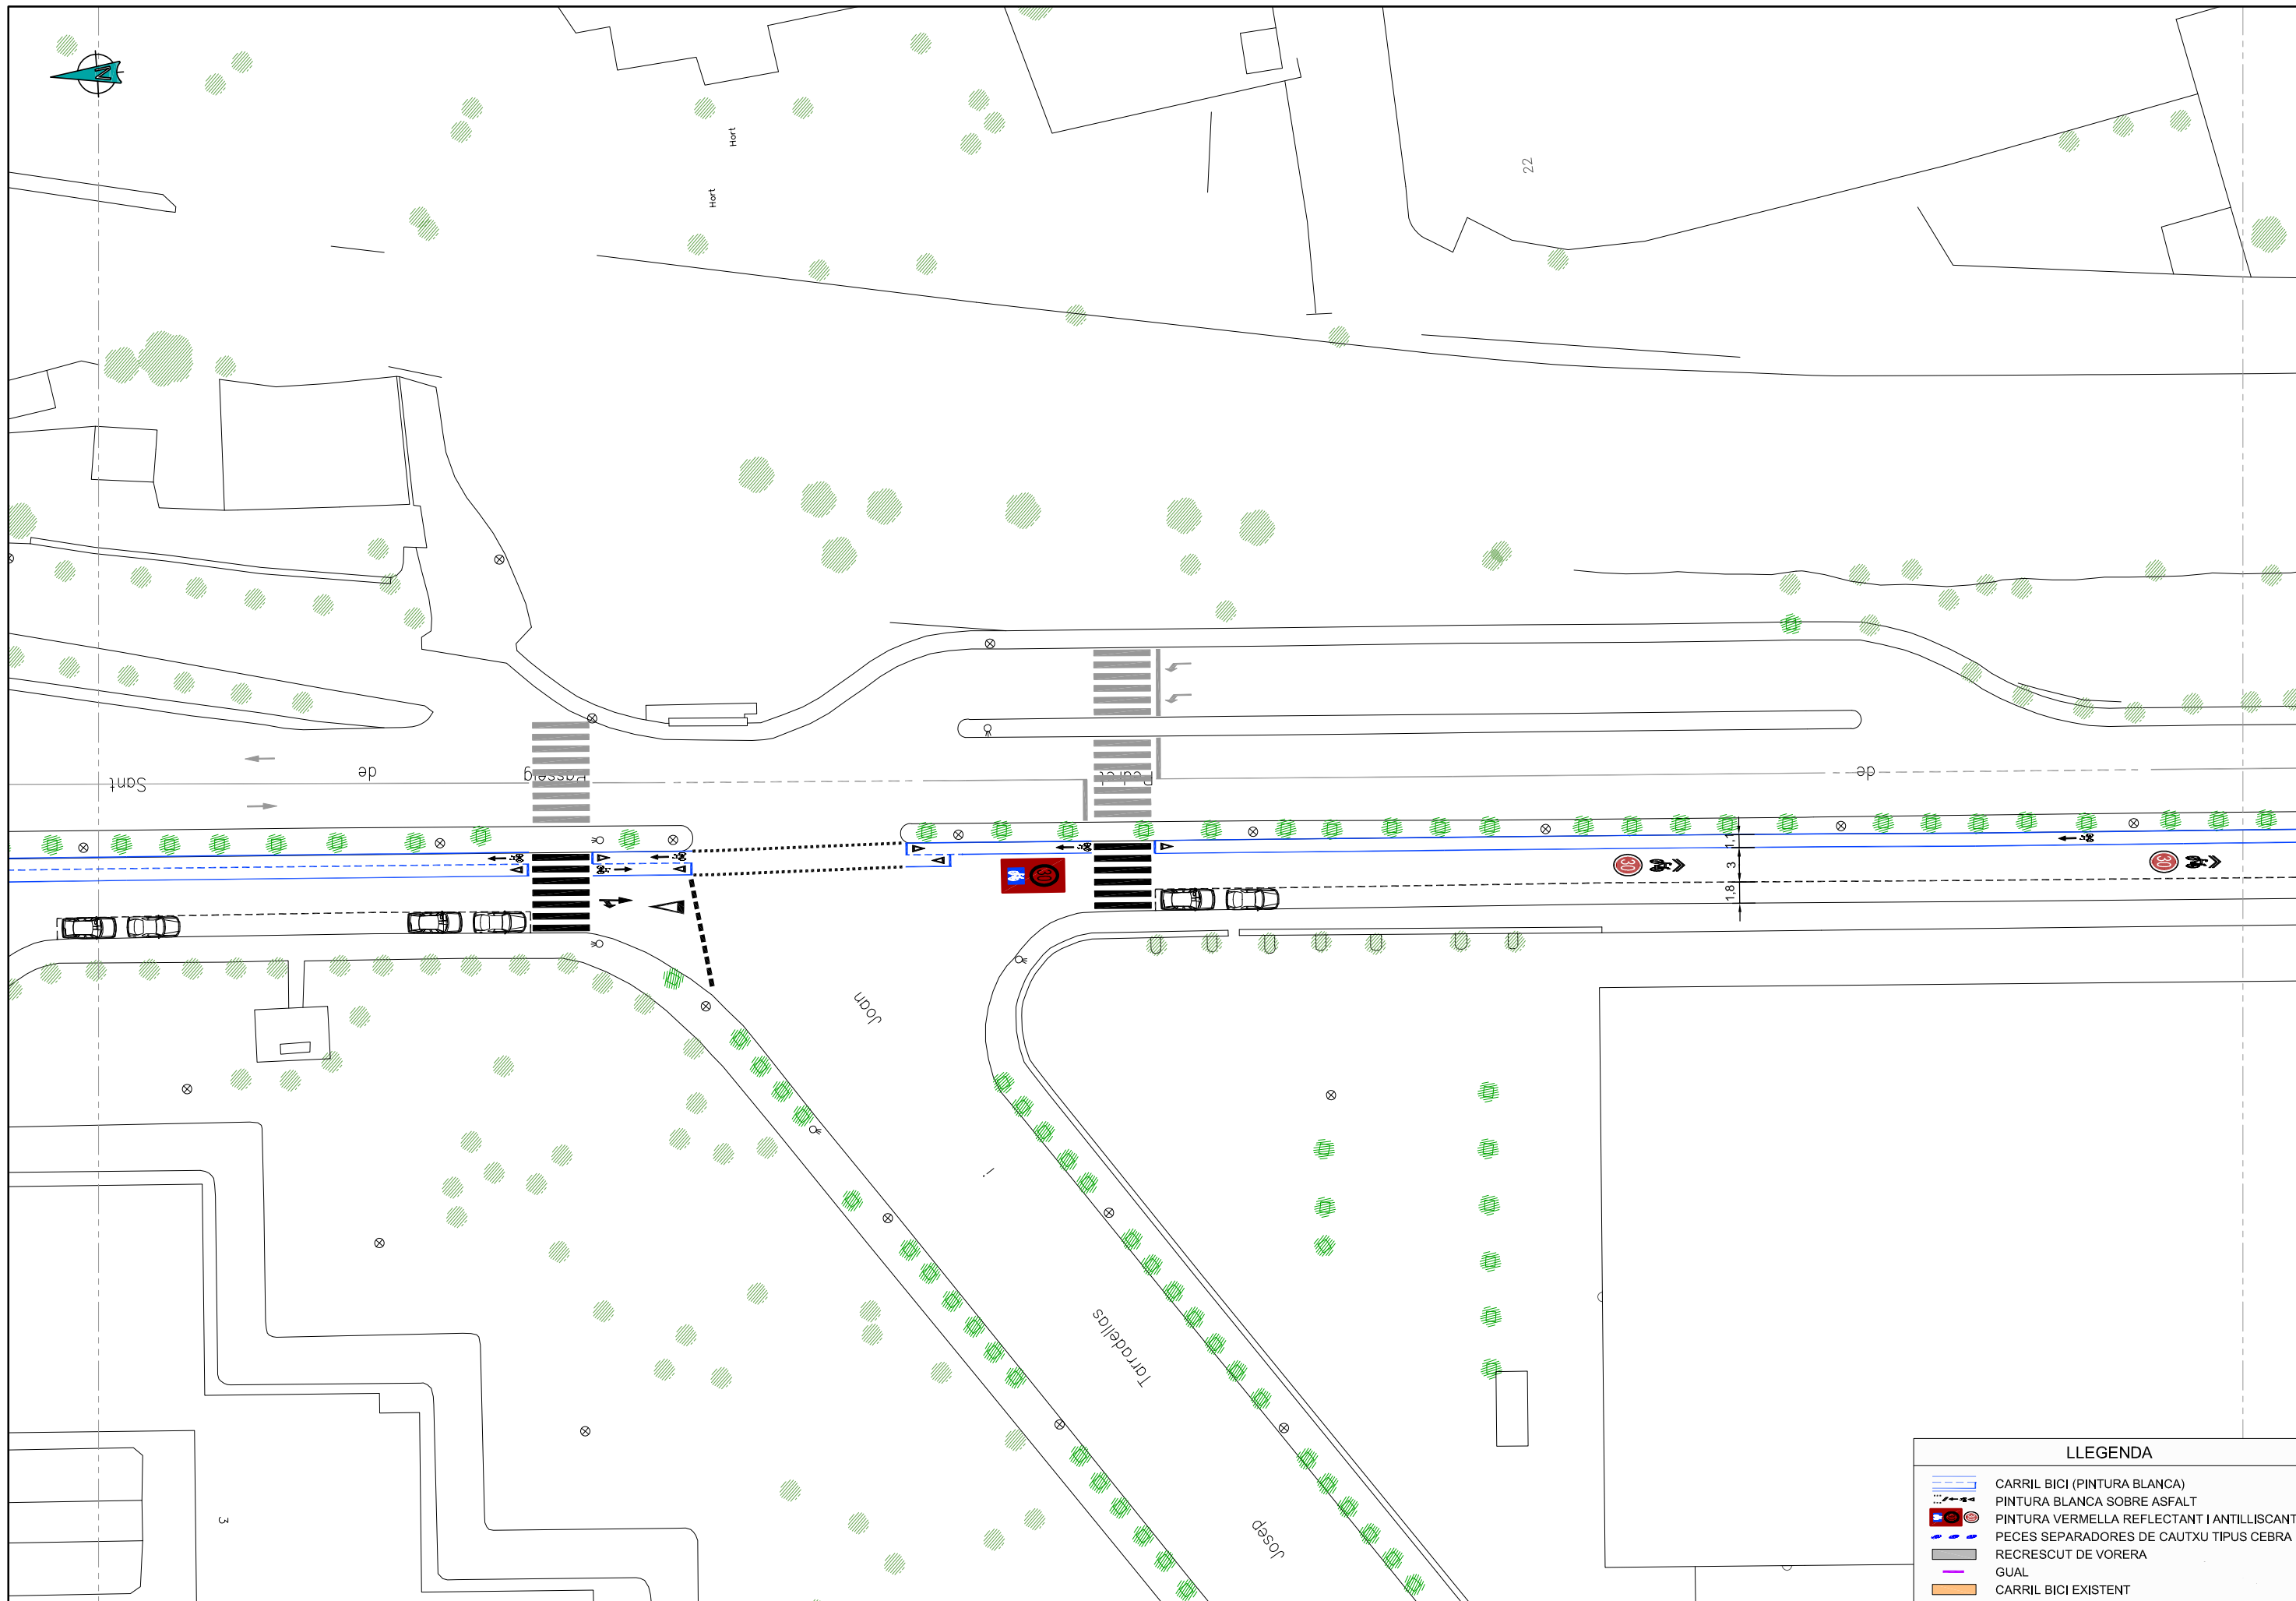 N
Hort
Hort
22
Sant
de
Passeig
Pedret
de
30
30
30
1,8
3
Joan
i
Tarradellas
Josep
3
LLEGENDA
CARRIL BICI (PINTURA BLANCA)
PINTURA BLANCA SOBRE ASFALT
PINTURA VERMELLA REFLECTANT I ANTILLISCANT
PECES SEPARADORES DE CAUTXU TIPUS CEBRA
RECRESCUT DE VORERA
GUAL
CARRIL BICI EXISTENT